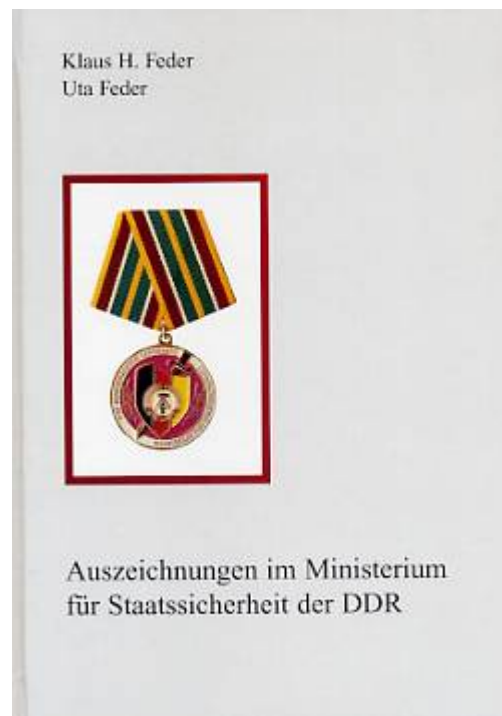 Klaus H. Feder
Uta Feder
Auszeichnungen im Ministerium
für Staatssicherheit der DDR